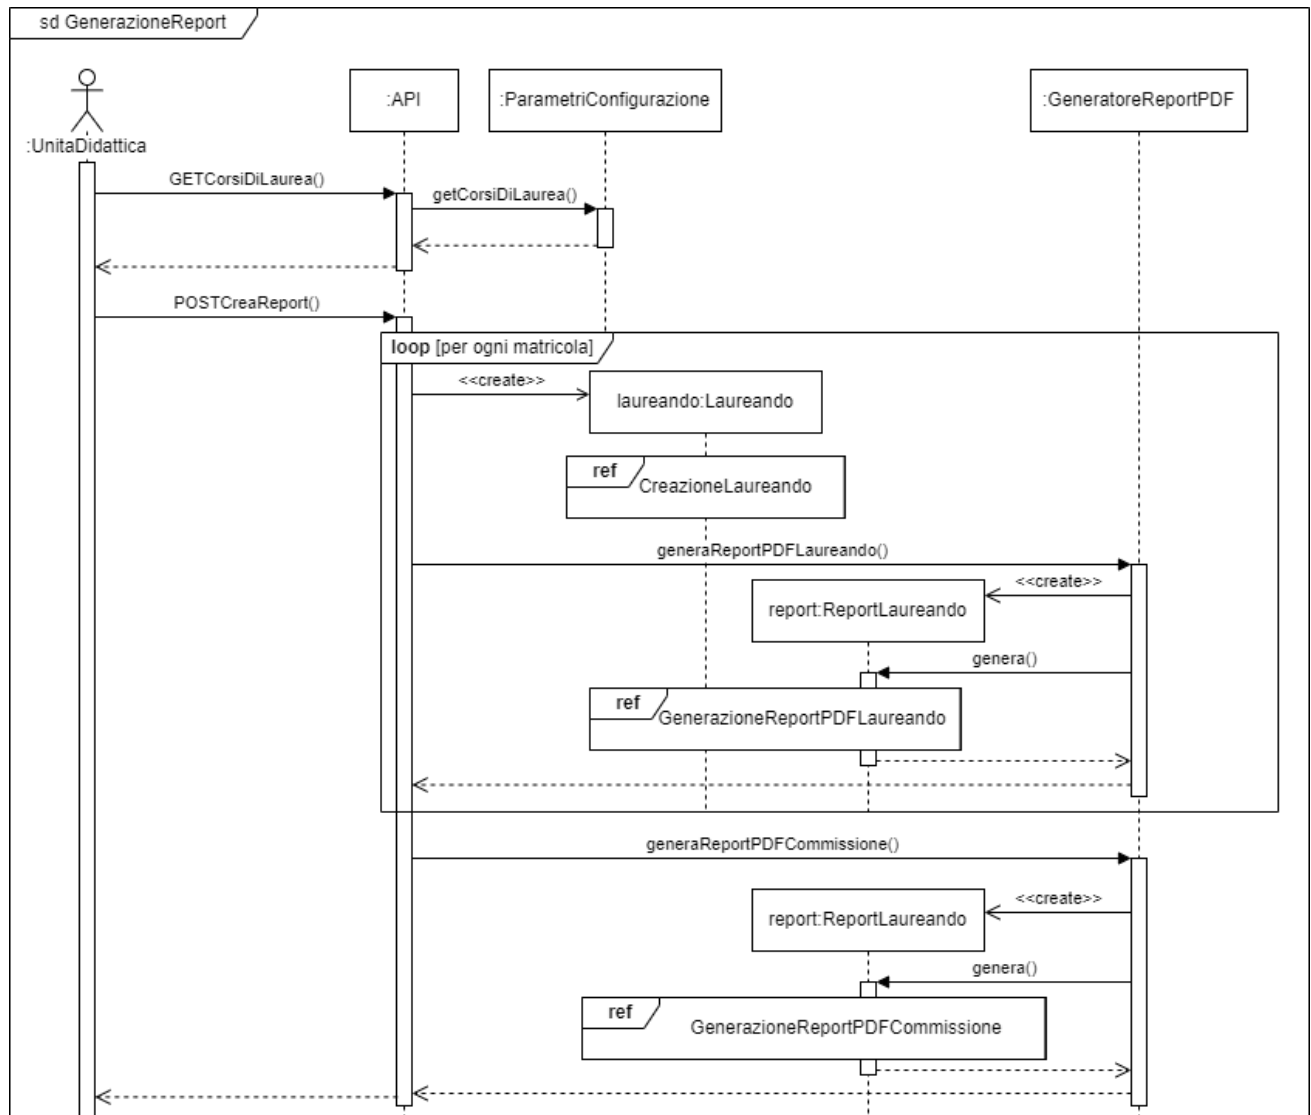 sd GenerazioneReport
:UnitaDidattica
:API
:ParametriConfigurazione
:GeneratoreReportPDF
GETCorsiDiLaurea()
getCorsiDiLaurea()
POSTCreaReport()
loop [per ogni matricola]
<<create>>
laureando:Laureando
ref
CreazioneLaureando
generaReportPDFLaureando()
<<create>>
report:ReportLaureando
genera()
ref
GenerazioneReportPDFLaureando
generaReportPDFCommissione()
<<create>>
report:ReportLaureando
genera()
ref
GenerazioneReportPDFCommissione